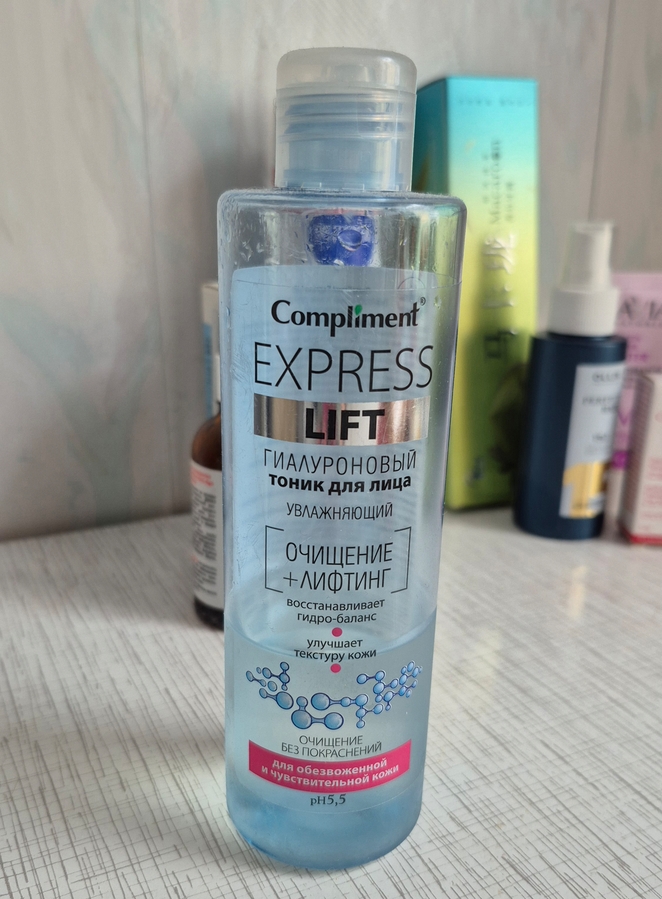 Compliment®
EXPRESS
LIFT
ГИАЛУРОНОВЫЙ
тоник для лица
УВЛАЖНЯЮЩИЙ
ОЧИЩЕНИЕ
+ЛИФТИНГ
восстанавливает
гидро-баланс
улучшает
текстуру кожи
ОЧИЩЕНИЕ
БЕЗ ПОКРАСНЕНИЙ
для обезвоженной
и чувствительной кожи
pH5,5